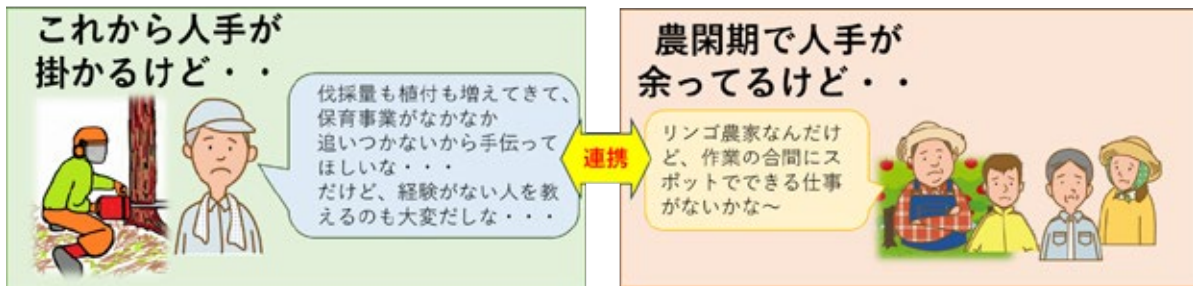 これから人手が
掛かるけど・・
伐採量も植付も増えてきて、
保育事業がなかなか
追いつかないから手伝って
ほしいな・・・
だけど、経験がない人を教
えるのも大変だしな・・・
連携
農閑期で人手が
余ってるけど・・
リンゴ農家なんだけ
ど、作業の合間にス
ポットでできる仕事
がないかな～